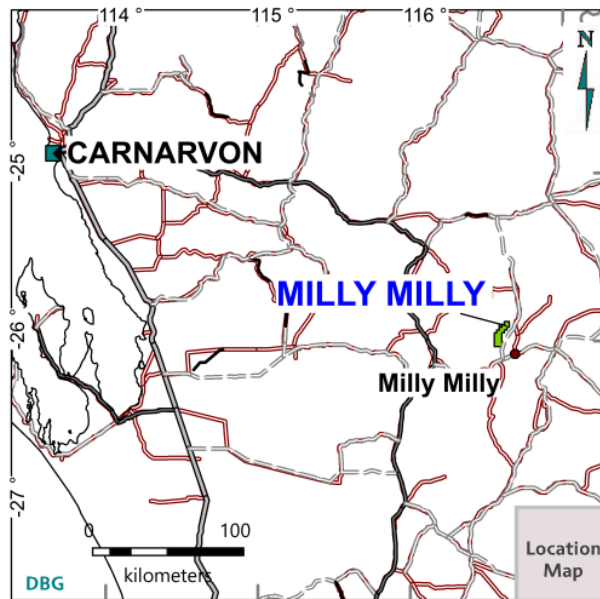 114° 115° 116°
N
-25°
CARNARVON
MILLY MILLY
-26°
Milly Milly
-27°
0 100
kilometers
Location
Map
DBG